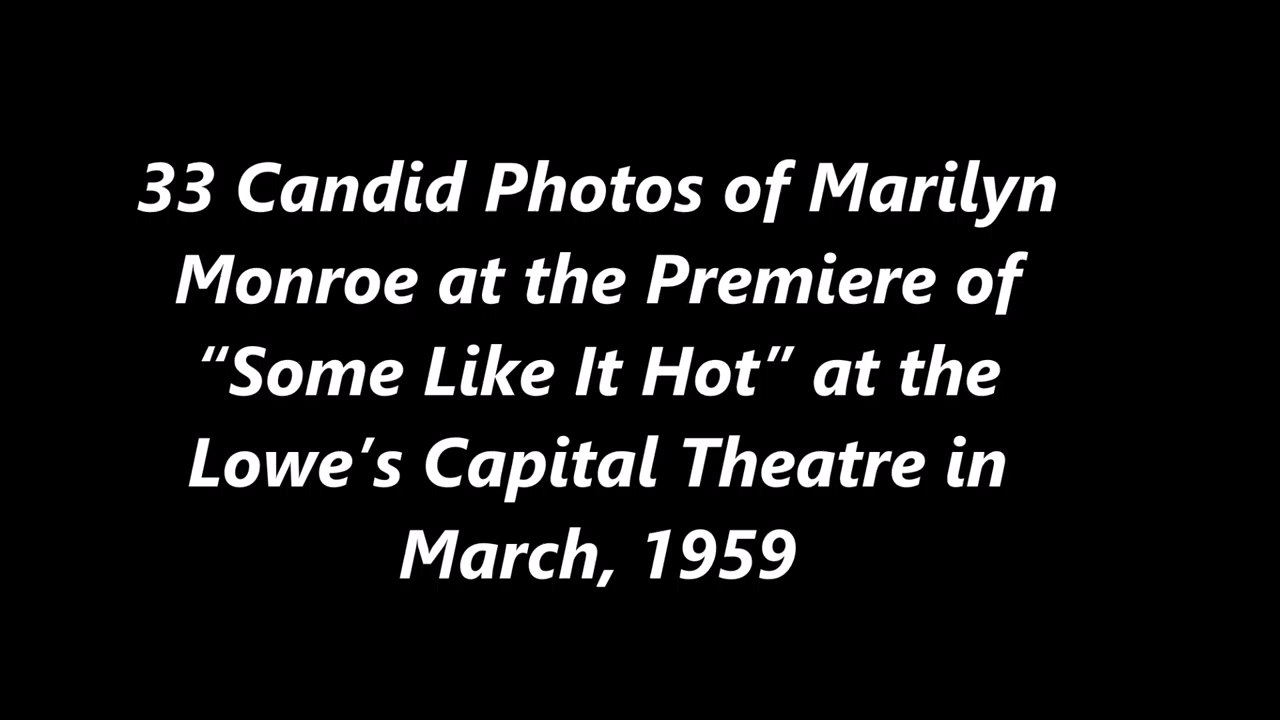 33 Candid Photos of Marilyn
Monroe at the Premiere of
“Some Like It Hot” at the
Lowe’s Capital Theatre in
March, 1959